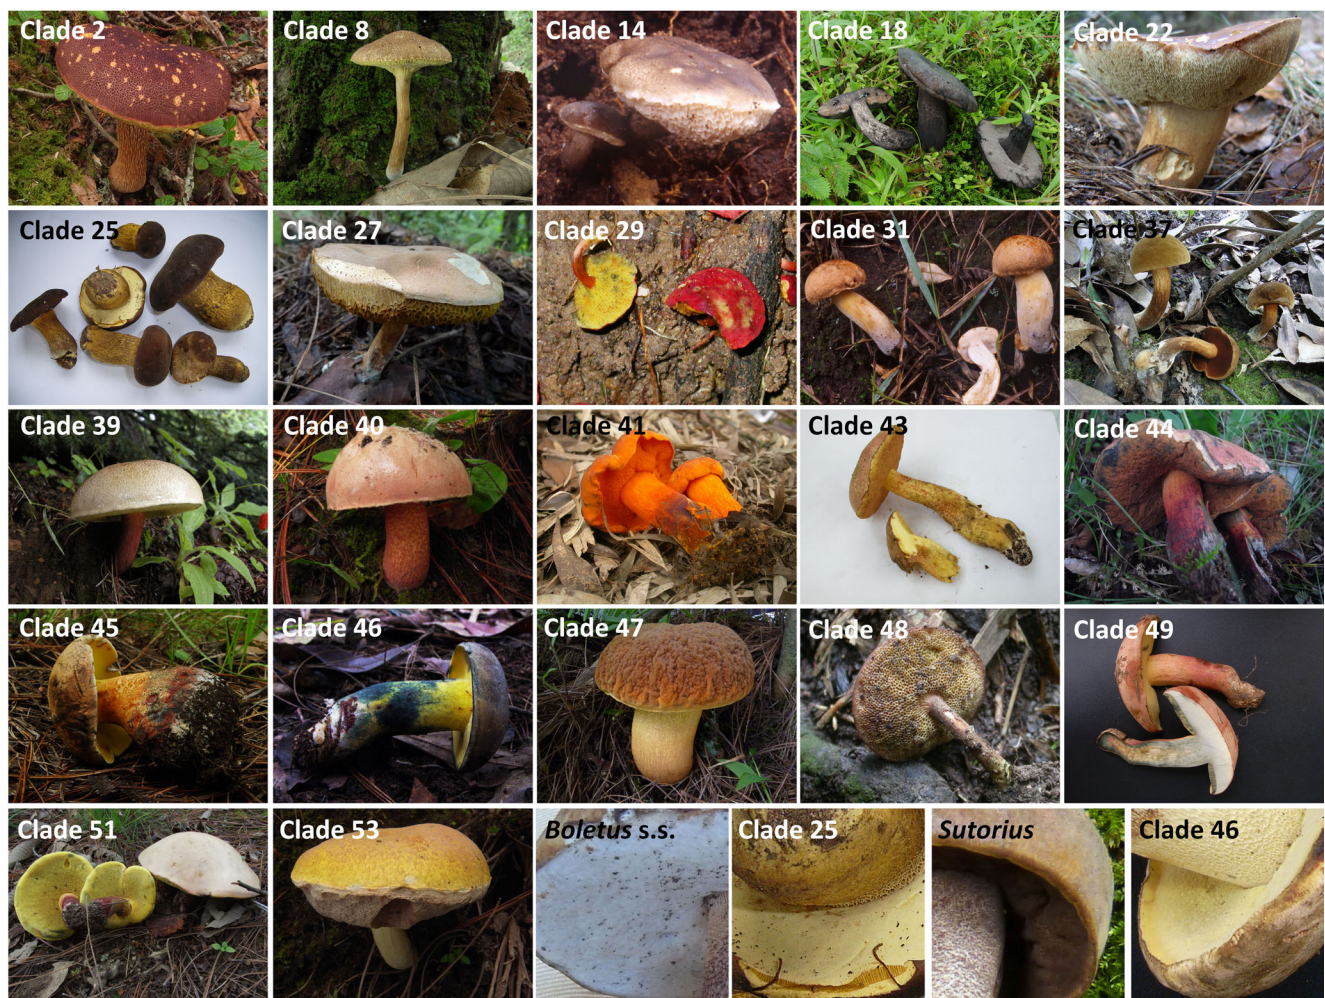 Clade 2
Clade 8
Clade 14
Clade 18
Clade 22
Clade 25
Clade 27
Clade 29
Clade 31
Clade 37
Clade 39
Clade 40
Clade 41
Clade 43
Clade 44
Clade 45
Clade 46
Clade 47
Clade 48
Clade 49
Clade 51
Clade 53
Boletus s.s.
Clade 25
Sutorius
Clade 46